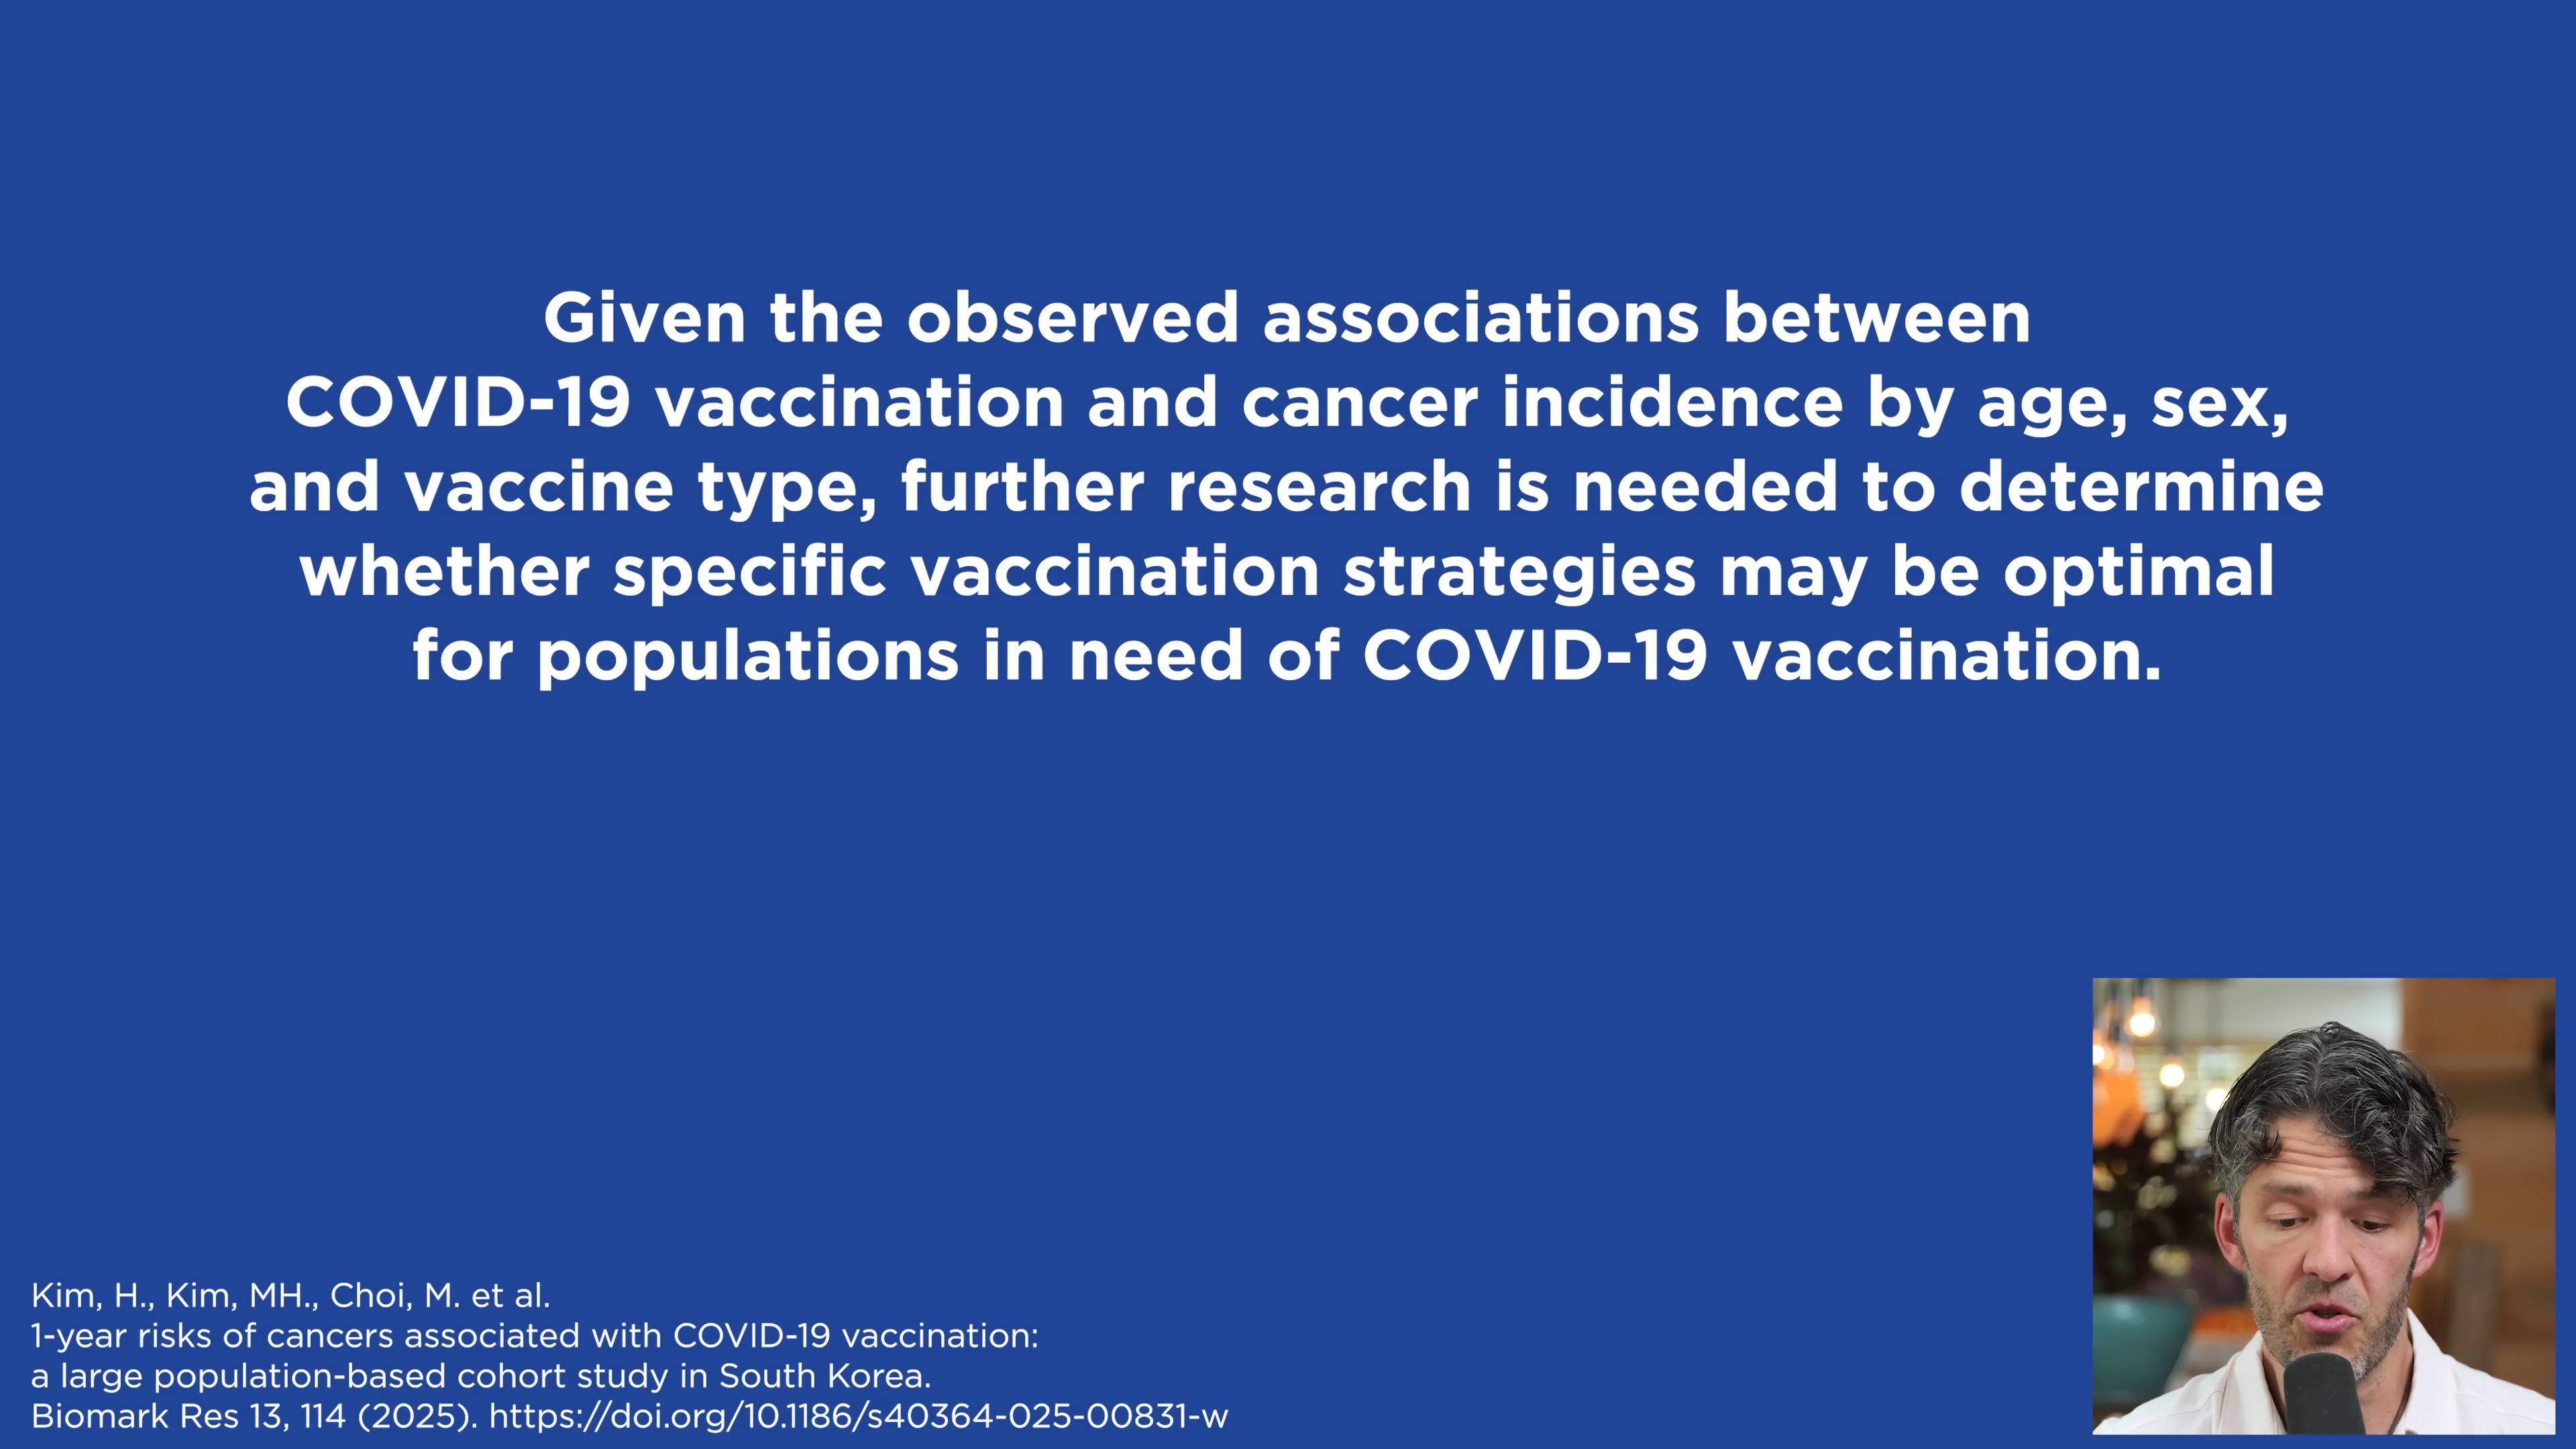 Given the observed associations between
COVID-19 vaccination and cancer incidence by age, sex,
and vaccine type, further research is needed to determine
whether specific vaccination strategies may be optimal
for populations in need of COVID-19 vaccination.
Kim, H., Kim, MH., Choi, M. et al.
1-year risks of cancers associated with COVID-19 vaccination:
a large population-based cohort study in South Korea.
Biomark Res 13, 114 (2025). https://doi.org/10.1186/s40364-025-00831-w